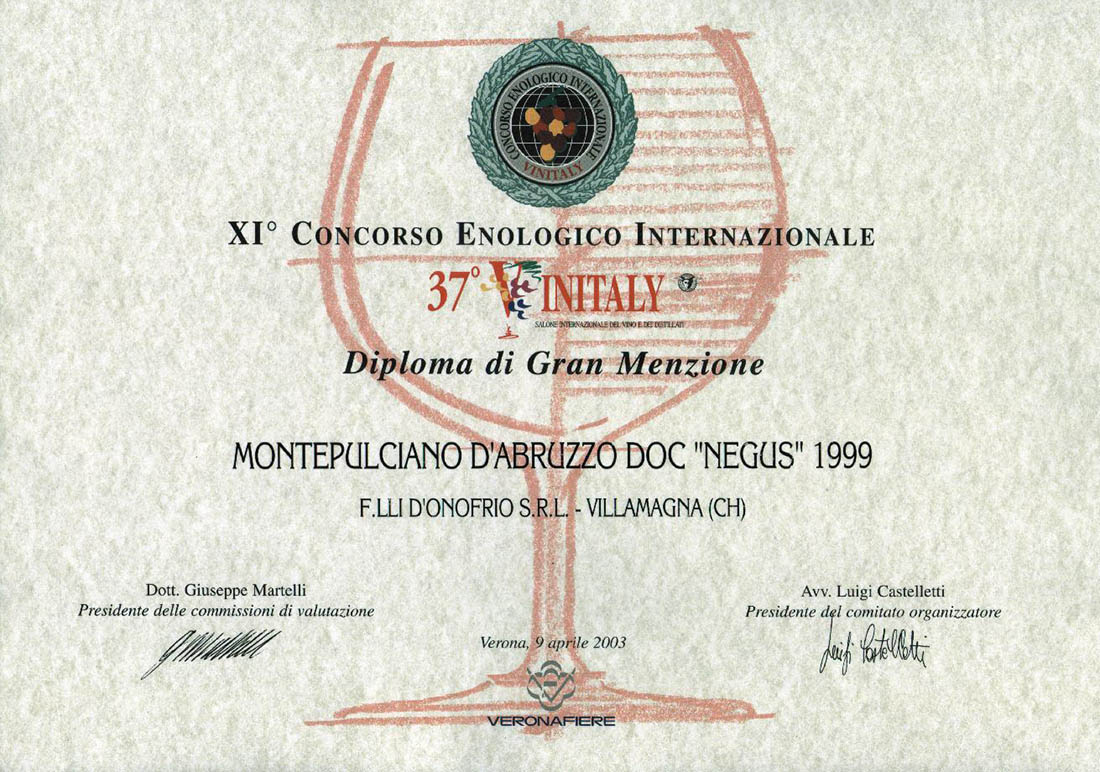 CONCORSO ENOLOGICO INTERNAZIONALE
VINITALY
XI° CONCORSO ENOLOGICO INTERNAZIONALE
37° VINITALY
SALONE INTERNAZIONALE DEL VINO E DEI DISTILLATI
Diploma di Gran Menzione
MONTEPULCIANO D'ABRUZZO DOC "NEGUS" 1999
F.LLI D'ONOFRIO S.R.L. - VILLAMAGNA (CH)
Dott. Giuseppe Martelli
Presidente delle commissioni di valutazione
Avv. Luigi Castelletti
Presidente del comitato organizzatore
Luigi Castelletti
Verona, 9 aprile 2003
VERONAFIERE